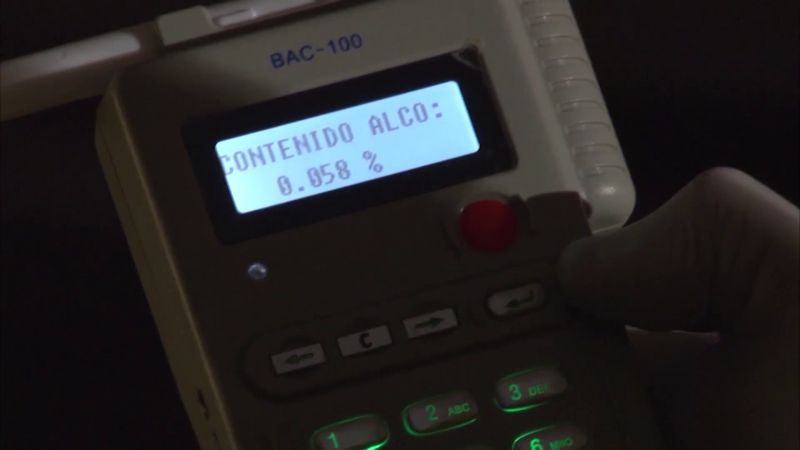 BAC-100
CONTENIDO ALCO:
0.058 %
C
1
2 ABC
3 DEF
6 MNO